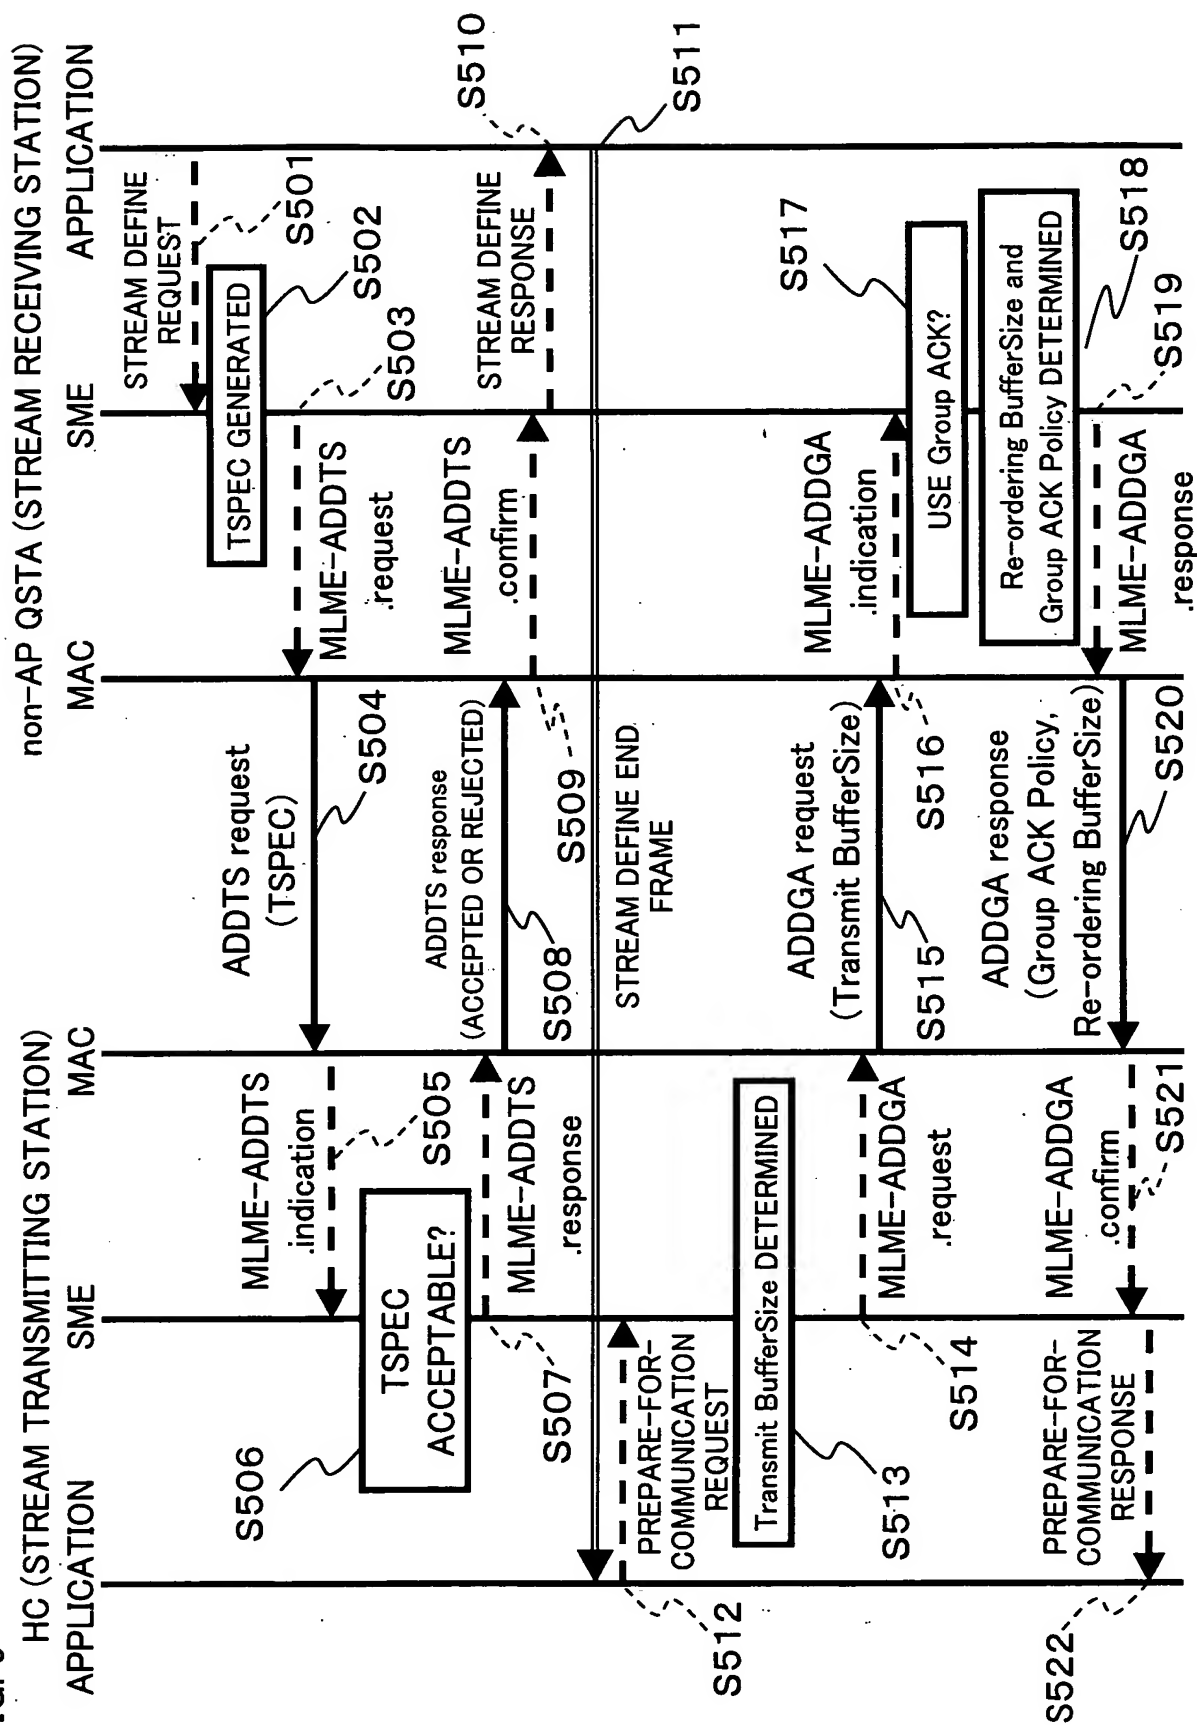 HC (STREAM TRANSMITTING STATION)
non-AP QSTA (STREAM RECEIVING STATION)
APPLICATION
SME
MAC
MAC
SME
APPLICATION
STREAM DEFINE
REQUEST
S501
TSPEC GENERATED
S502
MLME-ADDTS
.request
S503
ADDTS request
(TSPEC)
S504
MLME-ADDTS
.indication
S505
TSPEC
ACCEPTABLE?
S506
MLME-ADDTS
.response
S507
ADDTS response
(ACCEPTED OR REJECTED)
S508
MLME-ADDTS
.confirm
S509
STREAM DEFINE
RESPONSE
S510
STREAM DEFINE END
FRAME
S511
PREPARE-FOR-
COMMUNICATION
REQUEST
S512
Transmit BufferSize DETERMINED
S513
MLME-ADDGA
.request
S514
ADDGA request
(Transmit BufferSize)
S515
MLME-ADDGA
.indication
S516
USE Group ACK?
S517
Re-ordering BufferSize and
Group ACK Policy DETERMINED
S518
MLME-ADDGA
.response
S519
ADDGA response
(Group ACK Policy,
Re-ordering BufferSize)
S520
MLME-ADDGA
.confirm
S521
PREPARE-FOR-
COMMUNICATION
RESPONSE
S522